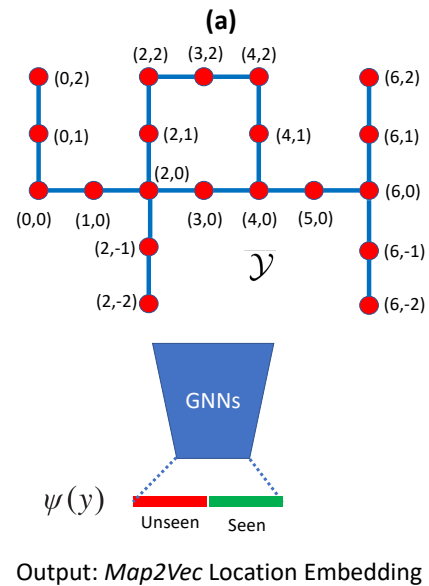 (a)
(2,2) (3,2) (4,2)
(0,2) (6,2)
(0,1) (2,1) (4,1) (6,1)
(2,0) (6,0)
(0,0) (1,0) (3,0) (4,0) (5,0)
(2,-1) (6,-1)
𝒴
(2,-2) (6,-2)
GNNs
ψ(y)
Unseen Seen
Output: Map2Vec Location Embedding